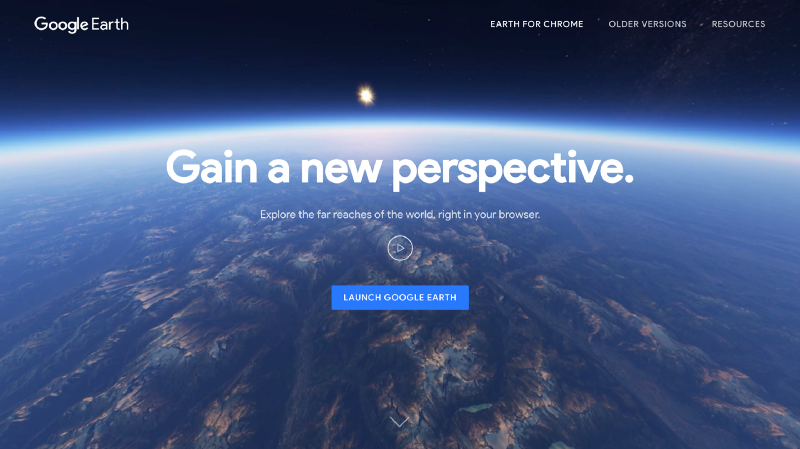 Google Earth
EARTH FOR CHROME
OLDER VERSIONS
RESOURCES
Gain a new perspective.
Explore the far reaches of the world, right in your browser.
LAUNCH GOOGLE EARTH